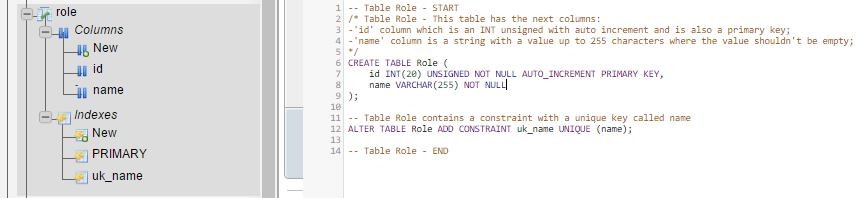 role
Columns
New
id
name
Indexes
New
PRIMARY
uk_name
1 -- Table Role - START
2 /* Table Role - This table has the next columns:
3 -'id' column which is an INT unsigned with auto increment and is also a primary key;
4 -'name' column is a string with a value up to 255 characters where the value shouldn't be empty;
5 */
6 CREATE TABLE Role (
7     id INT(20) UNSIGNED NOT NULL AUTO_INCREMENT PRIMARY KEY,
8     name VARCHAR(255) NOT NULL
9 );
10
11 -- Table Role contains a constraint with a unique key called name
12 ALTER TABLE Role ADD CONSTRAINT uk_name UNIQUE (name);
13
14 -- Table Role - END